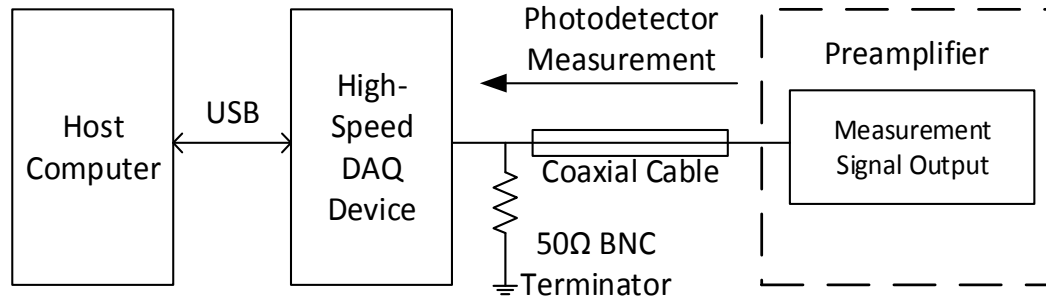 Host
Computer
USB
High-
Speed
DAQ
Device
Photodetector
Measurement
Coaxial Cable
50Ω BNC
Terminator
Preamplifier
Measurement
Signal Output